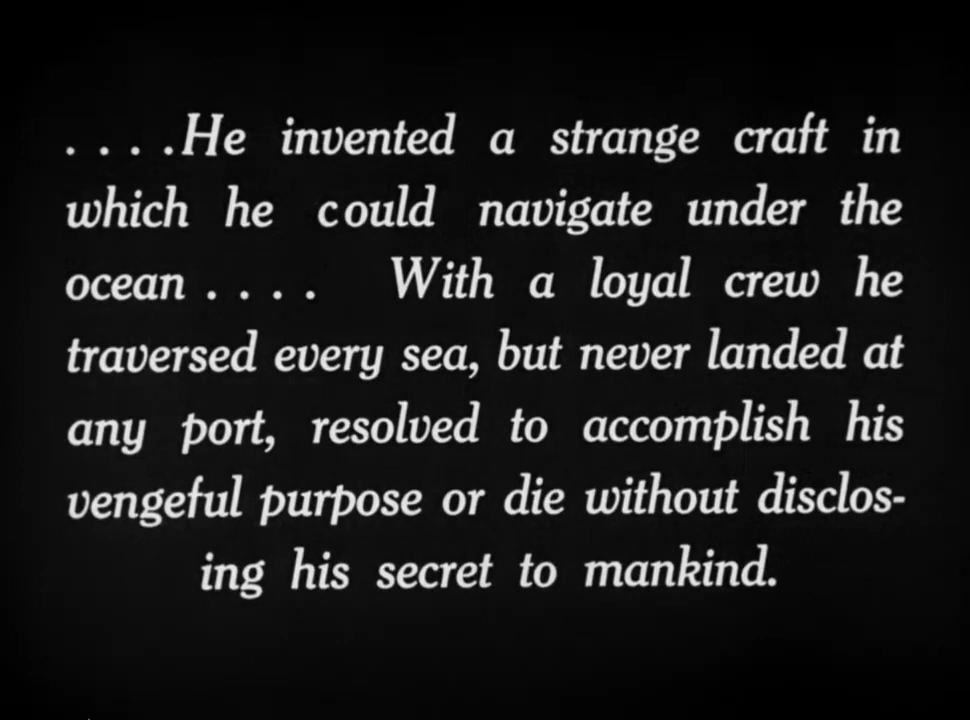 . . . .He invented a strange craft in
which he could navigate under the
ocean . . . . With a loyal crew he
traversed every sea, but never landed at
any port, resolved to accomplish his
vengeful purpose or die without disclos-
ing his secret to mankind.